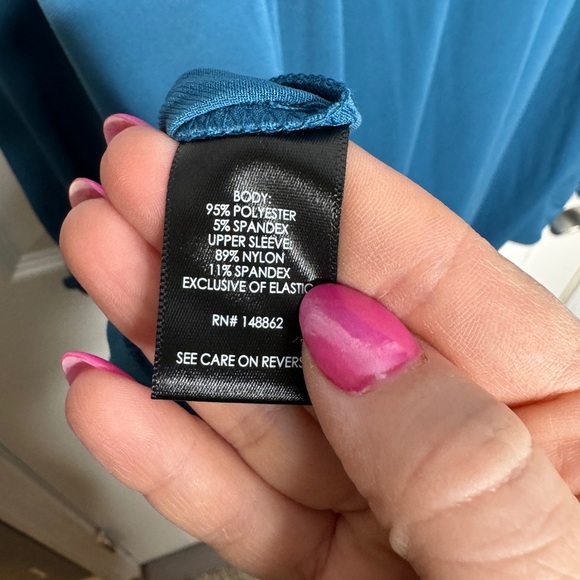 BODY:
95% POLYESTER
5% SPANDEX
UPPER SLEEVE:
89% NYLON
11% SPANDEX
EXCLUSIVE OF ELASTIC
RN# 148862
SEE CARE ON REVERS